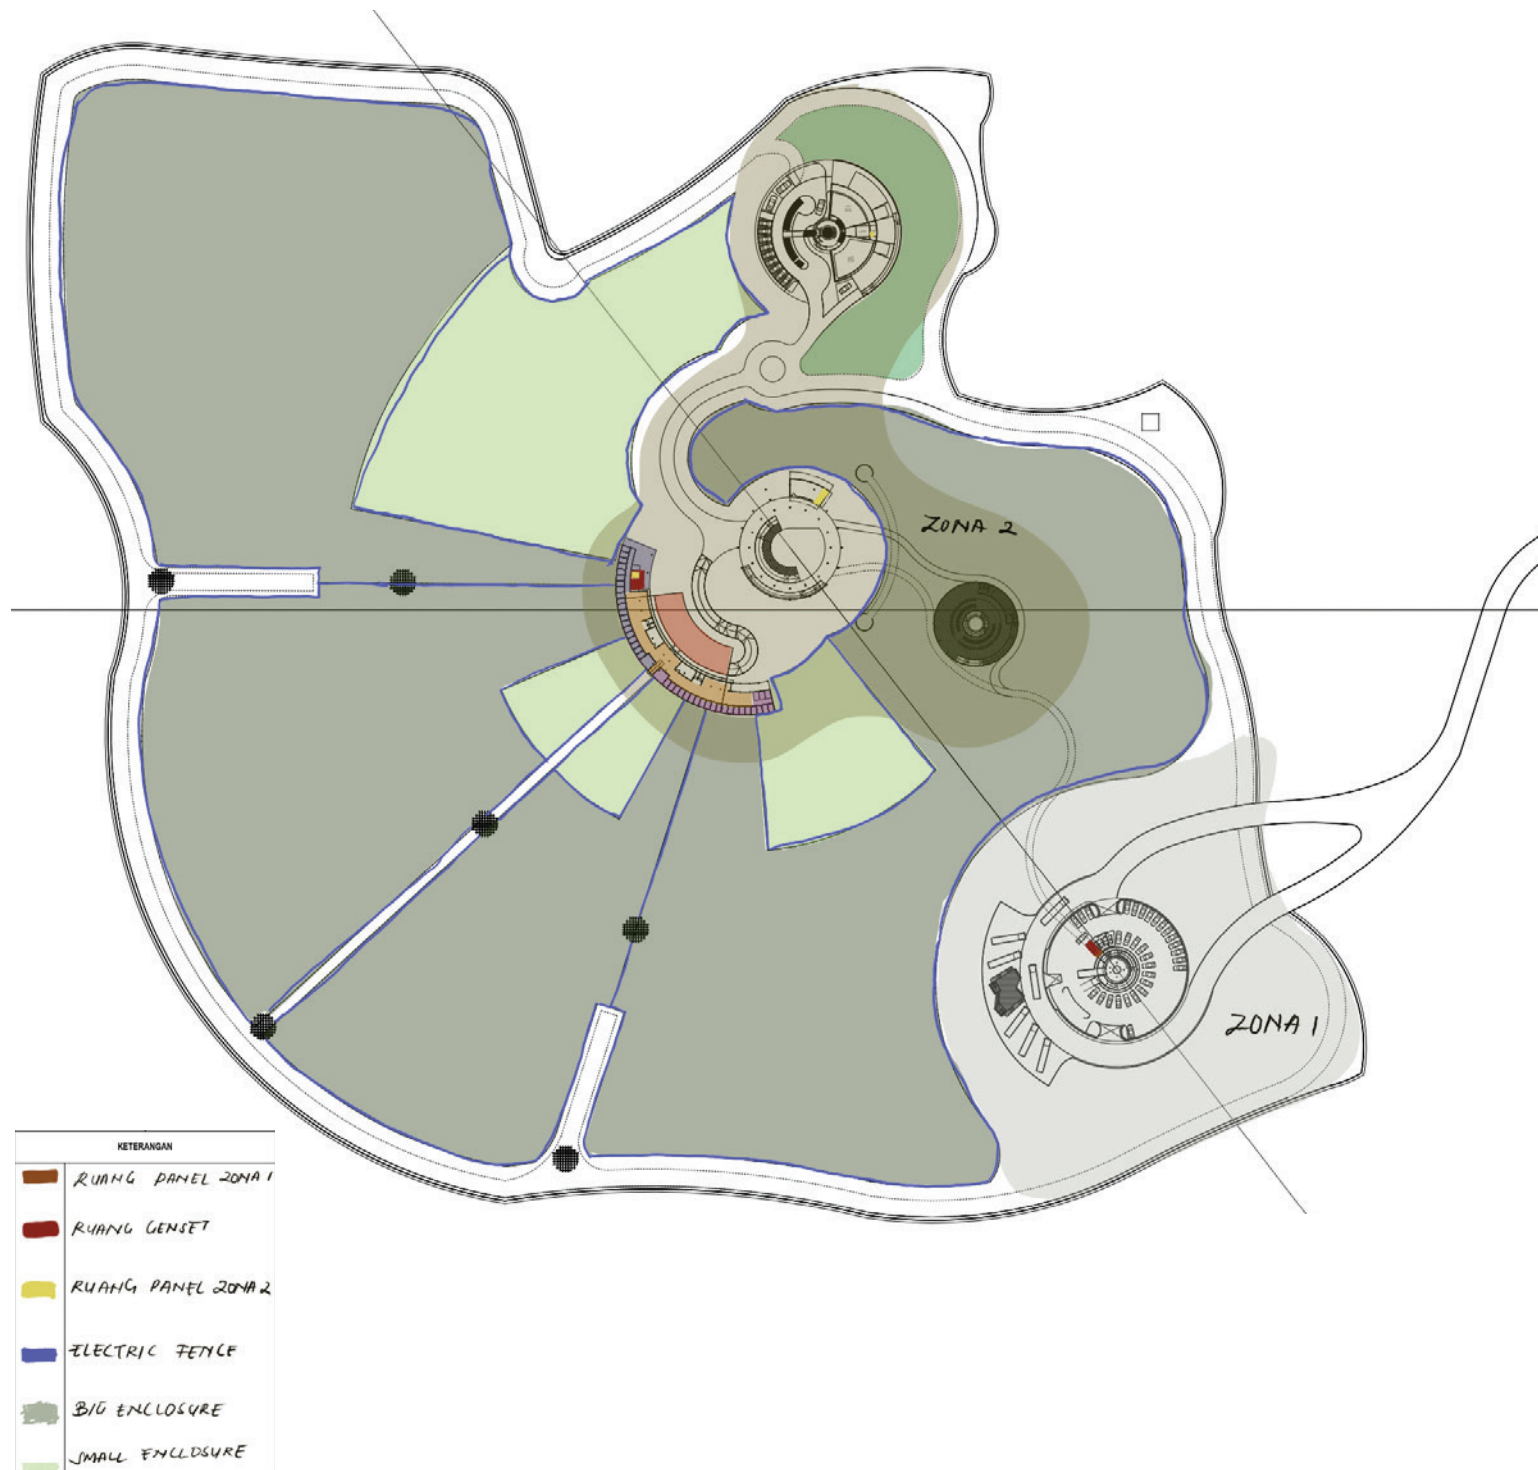 ZONA 2
ZONA 1
KETERANGAN
RUANG PANEL ZONA 1
RUANG GENSET
RUANG PANEL ZONA 2
ELECTRIC FENCE
BIG ENCLOSURE
SMALL ENCLOSURE